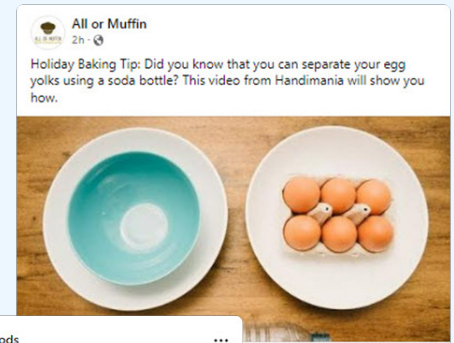 All or Muffin
2h ·
Holiday Baking Tip: Did you know that you can separate your egg
yolks using a soda bottle? This video from Handimania will show you
how.
ods